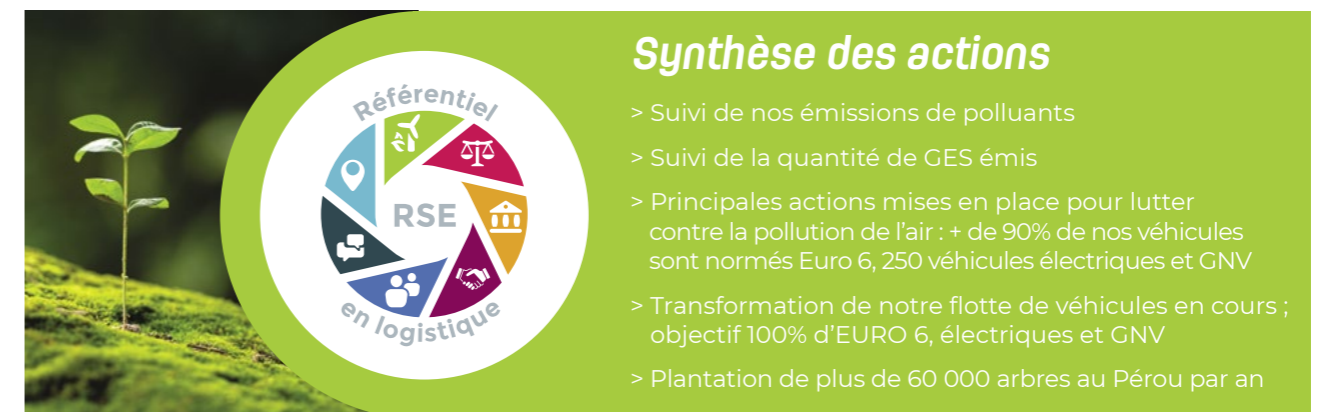 Référentiel
RSE
en logistique
Synthèse des actions
> Suivi de nos émissions de polluants
> Suivi de la quantité de GES émis
> Principales actions mises en place pour lutter
contre la pollution de l'air : + de 90% de nos véhicules
sont normés Euro 6, 250 véhicules électriques et GNV
> Transformation de notre flotte de véhicules en cours ;
objectif 100% d'EURO 6, électriques et GNV
> Plantation de plus de 60 000 arbres au Pérou par an